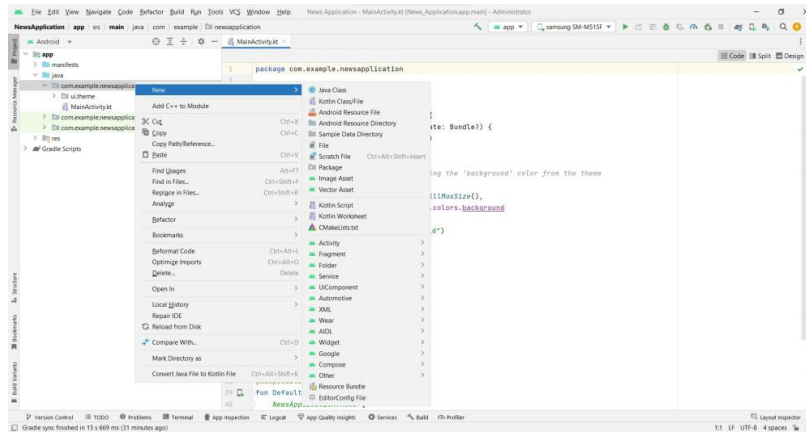 File Edit View Navigate Code Refactor Build Run Tools VCS Window Help News Application - MainActivity.kt [News_Application.app.main] - Administrator
NewsApplication app src main java com example newsapplication
app samsung SM-M515F
Android
MainActivity.kt
Code Split Design
app
manifests
java
com.example.newsapplica
ui.theme
MainActivity.kt
com.example.newsapplica
com.example.newsapplica
res
Gradle Scripts
Project
Resource Manager
Structure
Bookmarks
Build Variants
New
Add C++ to Module
Cut Ctrl+X
Copy Ctrl+C
Copy Path/Reference...
Paste Ctrl+V
Find Usages Alt+F7
Find in Files... Ctrl+Shift+F
Replace in Files... Ctrl+Shift+R
Analyze
Refactor
Bookmarks
Reformat Code Ctrl+Alt+L
Optimize Imports Ctrl+Alt+O
Delete... Delete
Open In
Local History
Repair IDE
Reload from Disk
Compare With... Ctrl+D
Mark Directory as
Convert Java File to Kotlin File Ctrl+Alt+Shift+K
Java Class
Kotlin Class/File
Android Resource File
Android Resource Directory
Sample Data Directory
File
Scratch File Ctrl+Alt+Shift+Insert
Package
Image Asset
Vector Asset
Kotlin Script
Kotlin Worksheet
CMakeLists.txt
Activity
Fragment
Folder
Service
UiComponent
Automotive
XML
Wear
AIDL
Widget
Google
Compose
Other
Resource Bundle
EditorConfig File
1 package com.example.newsapplication
{
ate: Bundle?) {
ing the 'background' color from the theme
illMaxSize(),
.colors.background
.d")
39 fun Default
40
Version Control TODO Problems Terminal App Inspection Logcat App Quality Insights Services Build Profiler Layout Inspector
Gradle sync finished in 15 s 669 ms (31 minutes ago) 1:1 LF UTF-8 4 spaces